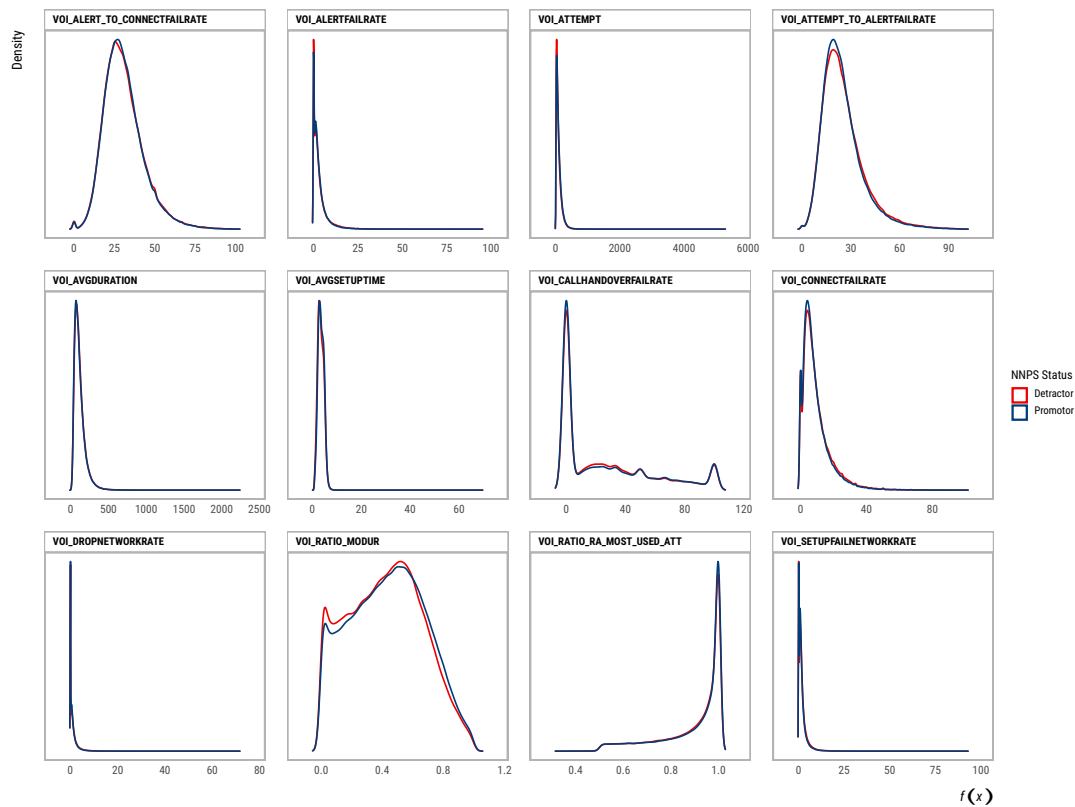 VOI_ALERT_TO_CONNECTFAILRATE
VOI_ALERTFAILRATE
VOI_ATTEMPT
VOI_ATTEMPT_TO_ALERTFAILRATE
Density
0 25 50 75 100
0 25 50 75 100
0 2000 4000 6000
0 30 60 90
VOI_AVGDURATION
VOI_AVGSETUPTIME
VOI_CALLHANDOVERFAILRATE
VOI_CONNECTFAILRATE
NNPS Status
Detractor
Promotor
0 500 1000 1500 2000 2500
0 20 40 60
0 40 80 120
0 40 80
VOI_DROPNETWORKRATE
VOI_RATIO_MODUR
VOI_RATIO_RA_MOST_USED_ATT
VOI_SETUPFAILNETWORKRATE
0 20 40 60 80
0.0 0.4 0.8 1.2
0.4 0.6 0.8 1.0
0 25 50 75 100
f(x)